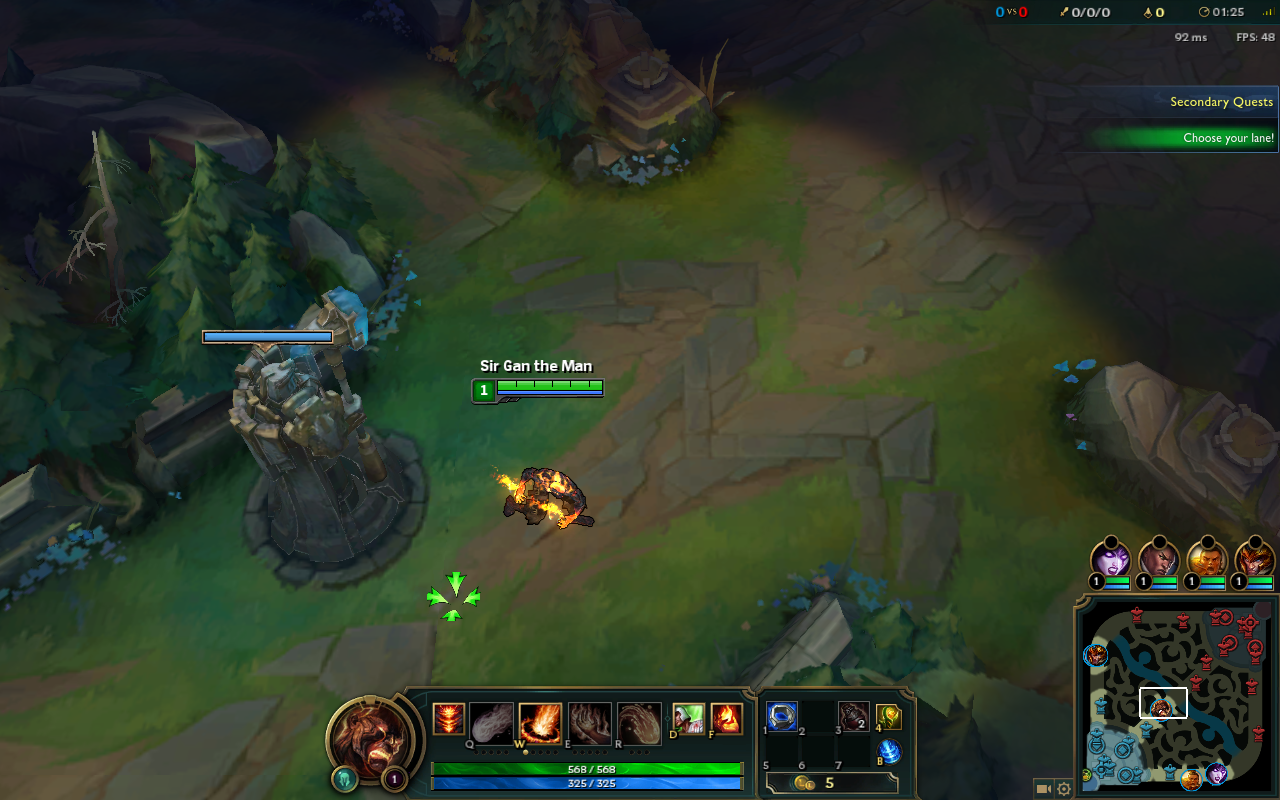 0 vs 0 0/0/0 0 01:25
92 ms FPS: 48
Secondary Quests
Choose your lane!
Sir Gan the Man
1
1 1 1 1
Q W E R D F
1 2 3 2 4
5 6 7 B
568 / 568
325 / 325
1
5